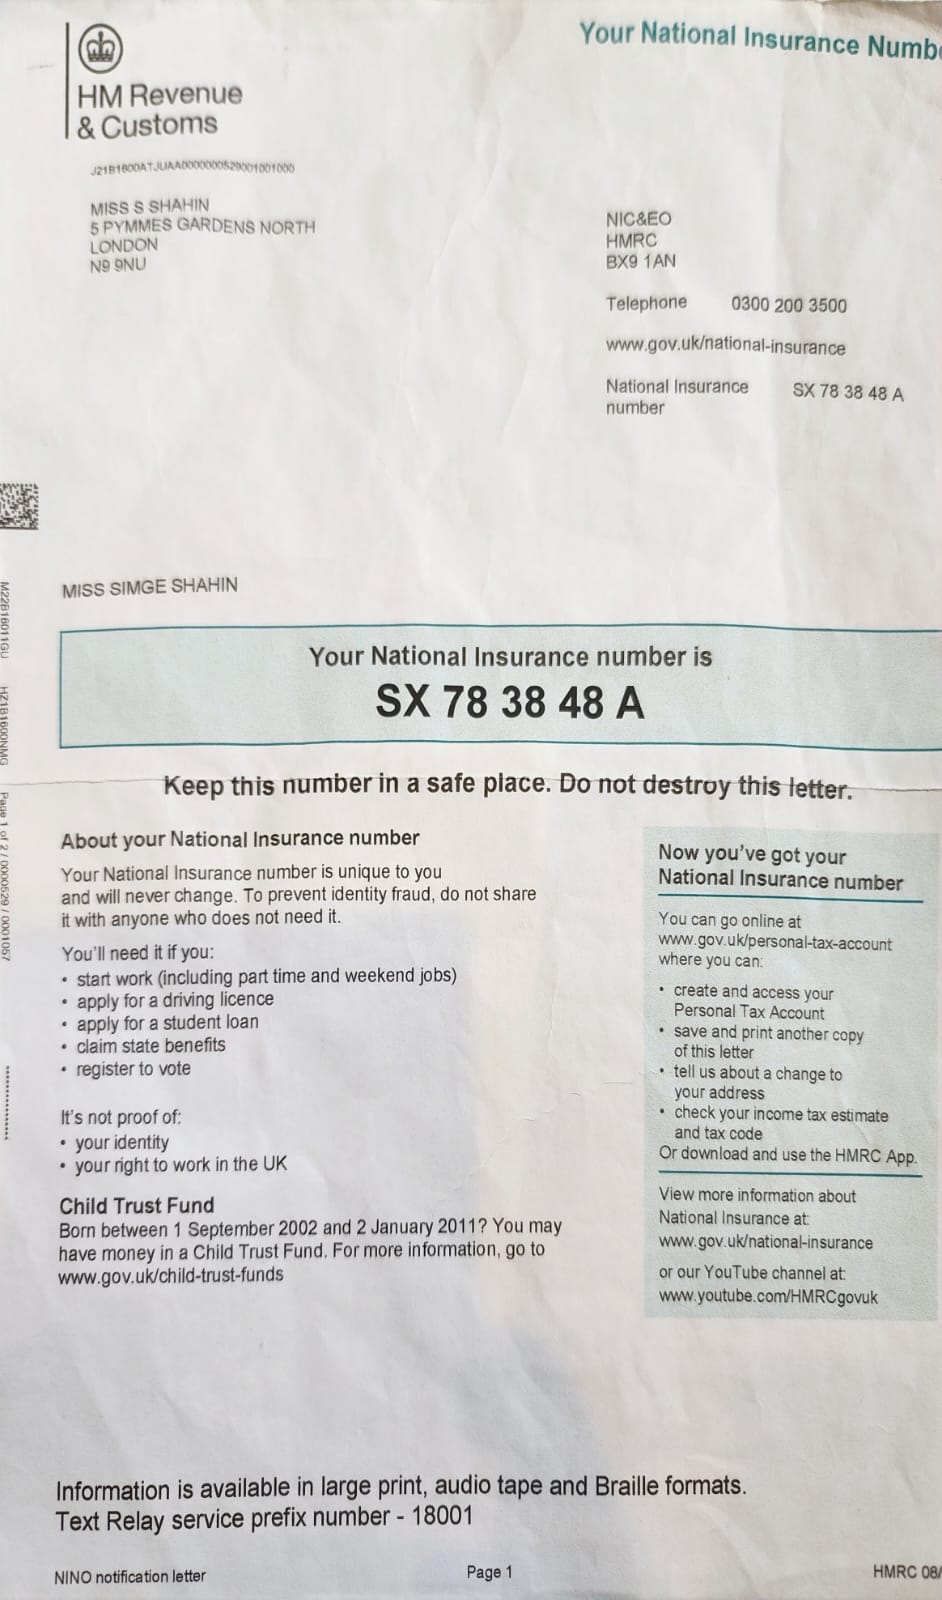 Your National Insurance Numb
HM Revenue
& Customs
MISS S SHAHIN
5 PYMMES GARDENS NORTH
LONDON
N9 9NU
NIC&EO
HMRC
BX9 1AN
Telephone 0300 200 3500
www.gov.uk/national-insurance
National Insurance SX 78 38 48 A
number
MISS SIMGE SHAHIN
Your National Insurance number is
SX 78 38 48 A
Keep this number in a safe place. Do not destroy this letter.
About your National Insurance number
Your National Insurance number is unique to you
and will never change. To prevent identity fraud, do not share
it with anyone who does not need it.
You'll need it if you:
• start work (including part time and weekend jobs)
• apply for a driving licence
• apply for a student loan
• claim state benefits
• register to vote
It's not proof of:
• your identity
• your right to work in the UK
Child Trust Fund
Born between 1 September 2002 and 2 January 2011? You may
have money in a Child Trust Fund. For more information, go to
www.gov.uk/child-trust-funds
Now you've got your
National Insurance number
You can go online at
www.gov.uk/personal-tax-account
where you can:
• create and access your
Personal Tax Account
• save and print another copy
of this letter
• tell us about a change to
your address
• check your income tax estimate
and tax code
Or download and use the HMRC App.
View more information about
National Insurance at:
www.gov.uk/national-insurance
or our YouTube channel at:
www.youtube.com/HMRCgovuk
Page 1 of 2 / 0000529 / 0001057
Information is available in large print, audio tape and Braille formats.
Text Relay service prefix number - 18001
NINO notification letter
Page 1
HMRC 08/